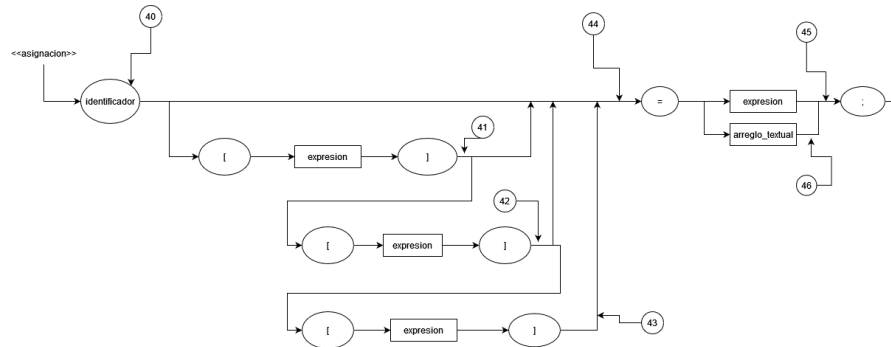 40
44
45
<<asignacion>>
identificador
=
expresion
;
arreglo_textual
41
[
expresion
]
46
42
[
expresion
]
43
[
expresion
]